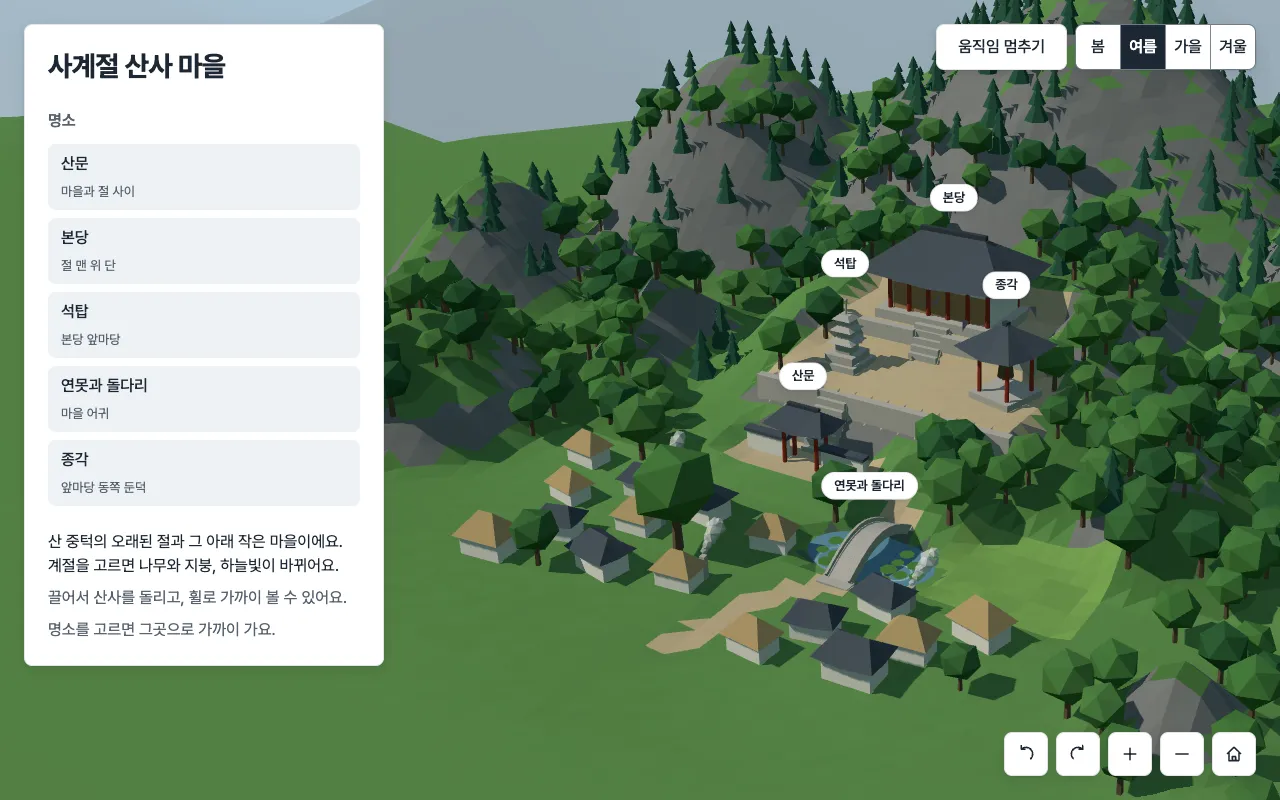 사계절 산사 마을
명소
산문
마을과 절 사이
본당
절 맨 위 단
석탑
본당 앞마당
연못과 돌다리
마을 어귀
종각
앞마당 동쪽 둔덕
산 중턱의 오래된 절과 그 아래 작은 마을이에요.
계절을 고르면 나무와 지붕, 하늘빛이 바뀌어요.
끌어서 산사를 돌리고, 휠로 가까이 볼 수 있어요.
명소를 고르면 그곳으로 가까이 가요.
움직임 멈추기
봄 여름 가을 겨울
본당
석탑
종각
산문
연못과 돌다리